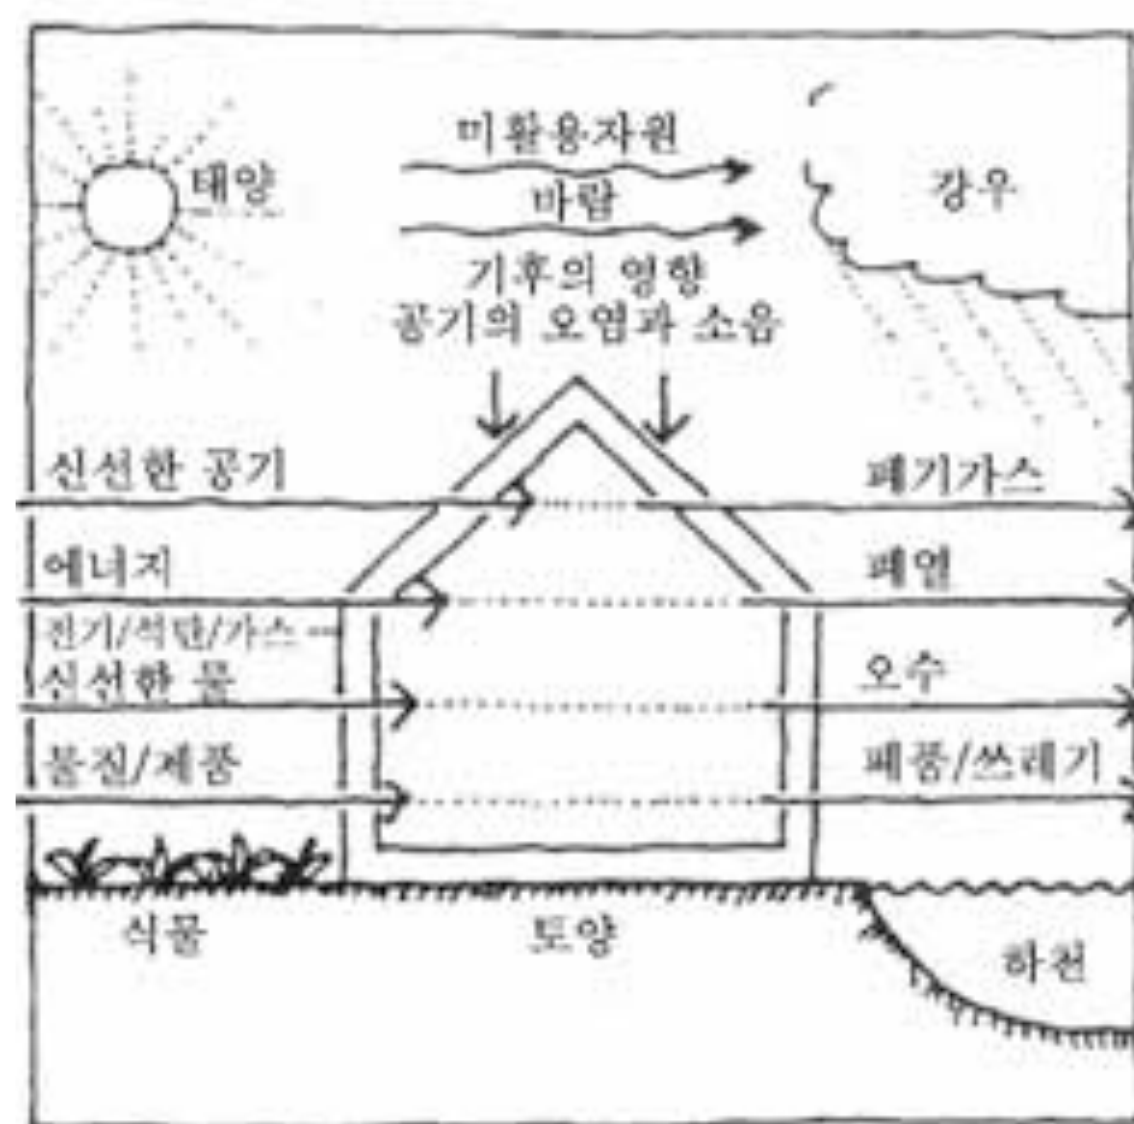 미활용자원
태양
바람
강우
기후의 영향
공기의 오염과 소음
신선한 공기
폐기가스
에너지
폐열
전기/석탄/가스
신선한 물
오수
물질/제품
폐품/쓰레기
식물
토양
하천